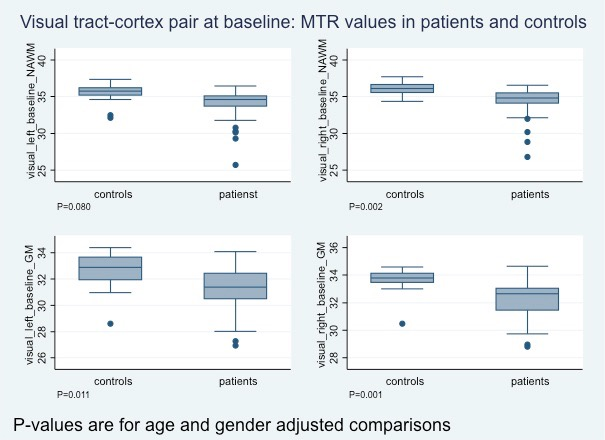 Visual tract-cortex pair at baseline: MTR values in patients and controls
visual_left_baseline_NAWM
40
35
30
25
controls
patienst
P=0.080
visual_right_baseline_NAWM
40
35
30
25
controls
patients
P=0.002
visual_left_baseline_GM
34
32
30
28
26
controls
patients
P=0.011
visual_right_baseline_GM
36
34
32
30
28
controls
patients
P=0.001
P-values are for age and gender adjusted comparisons